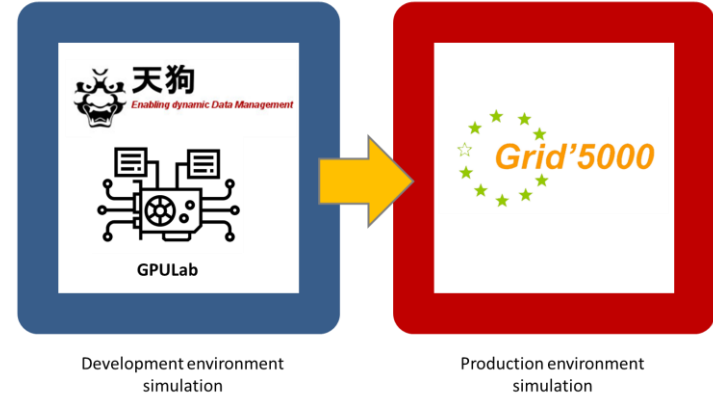 天狗
Enabling dynamic Data Management
GPULab
Grid'5000
Development environment
simulation
Production environment
simulation